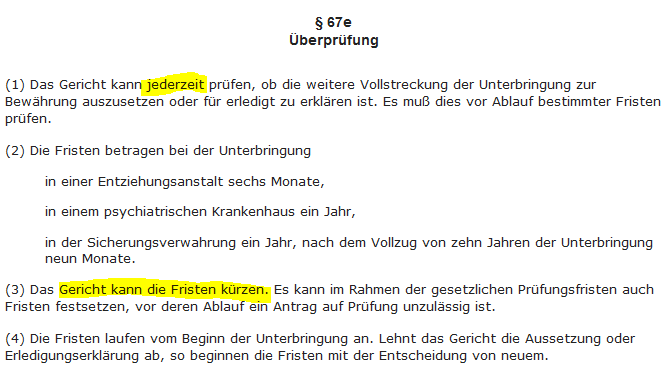 § 67e
Überprüfung
(1) Das Gericht kann jederzeit prüfen, ob die weitere Vollstreckung der Unterbringung zur
Bewährung auszusetzen oder für erledigt zu erklären ist. Es muß dies vor Ablauf bestimmter Fristen
prüfen.
(2) Die Fristen betragen bei der Unterbringung
in einer Entziehungsanstalt sechs Monate,
in einem psychiatrischen Krankenhaus ein Jahr,
in der Sicherungsverwahrung ein Jahr, nach dem Vollzug von zehn Jahren der Unterbringung
neun Monate.
(3) Das Gericht kann die Fristen kürzen. Es kann im Rahmen der gesetzlichen Prüfungsfristen auch
Fristen festsetzen, vor deren Ablauf ein Antrag auf Prüfung unzulässig ist.
(4) Die Fristen laufen vom Beginn der Unterbringung an. Lehnt das Gericht die Aussetzung oder
Erledigungserklärung ab, so beginnen die Fristen mit der Entscheidung von neuem.